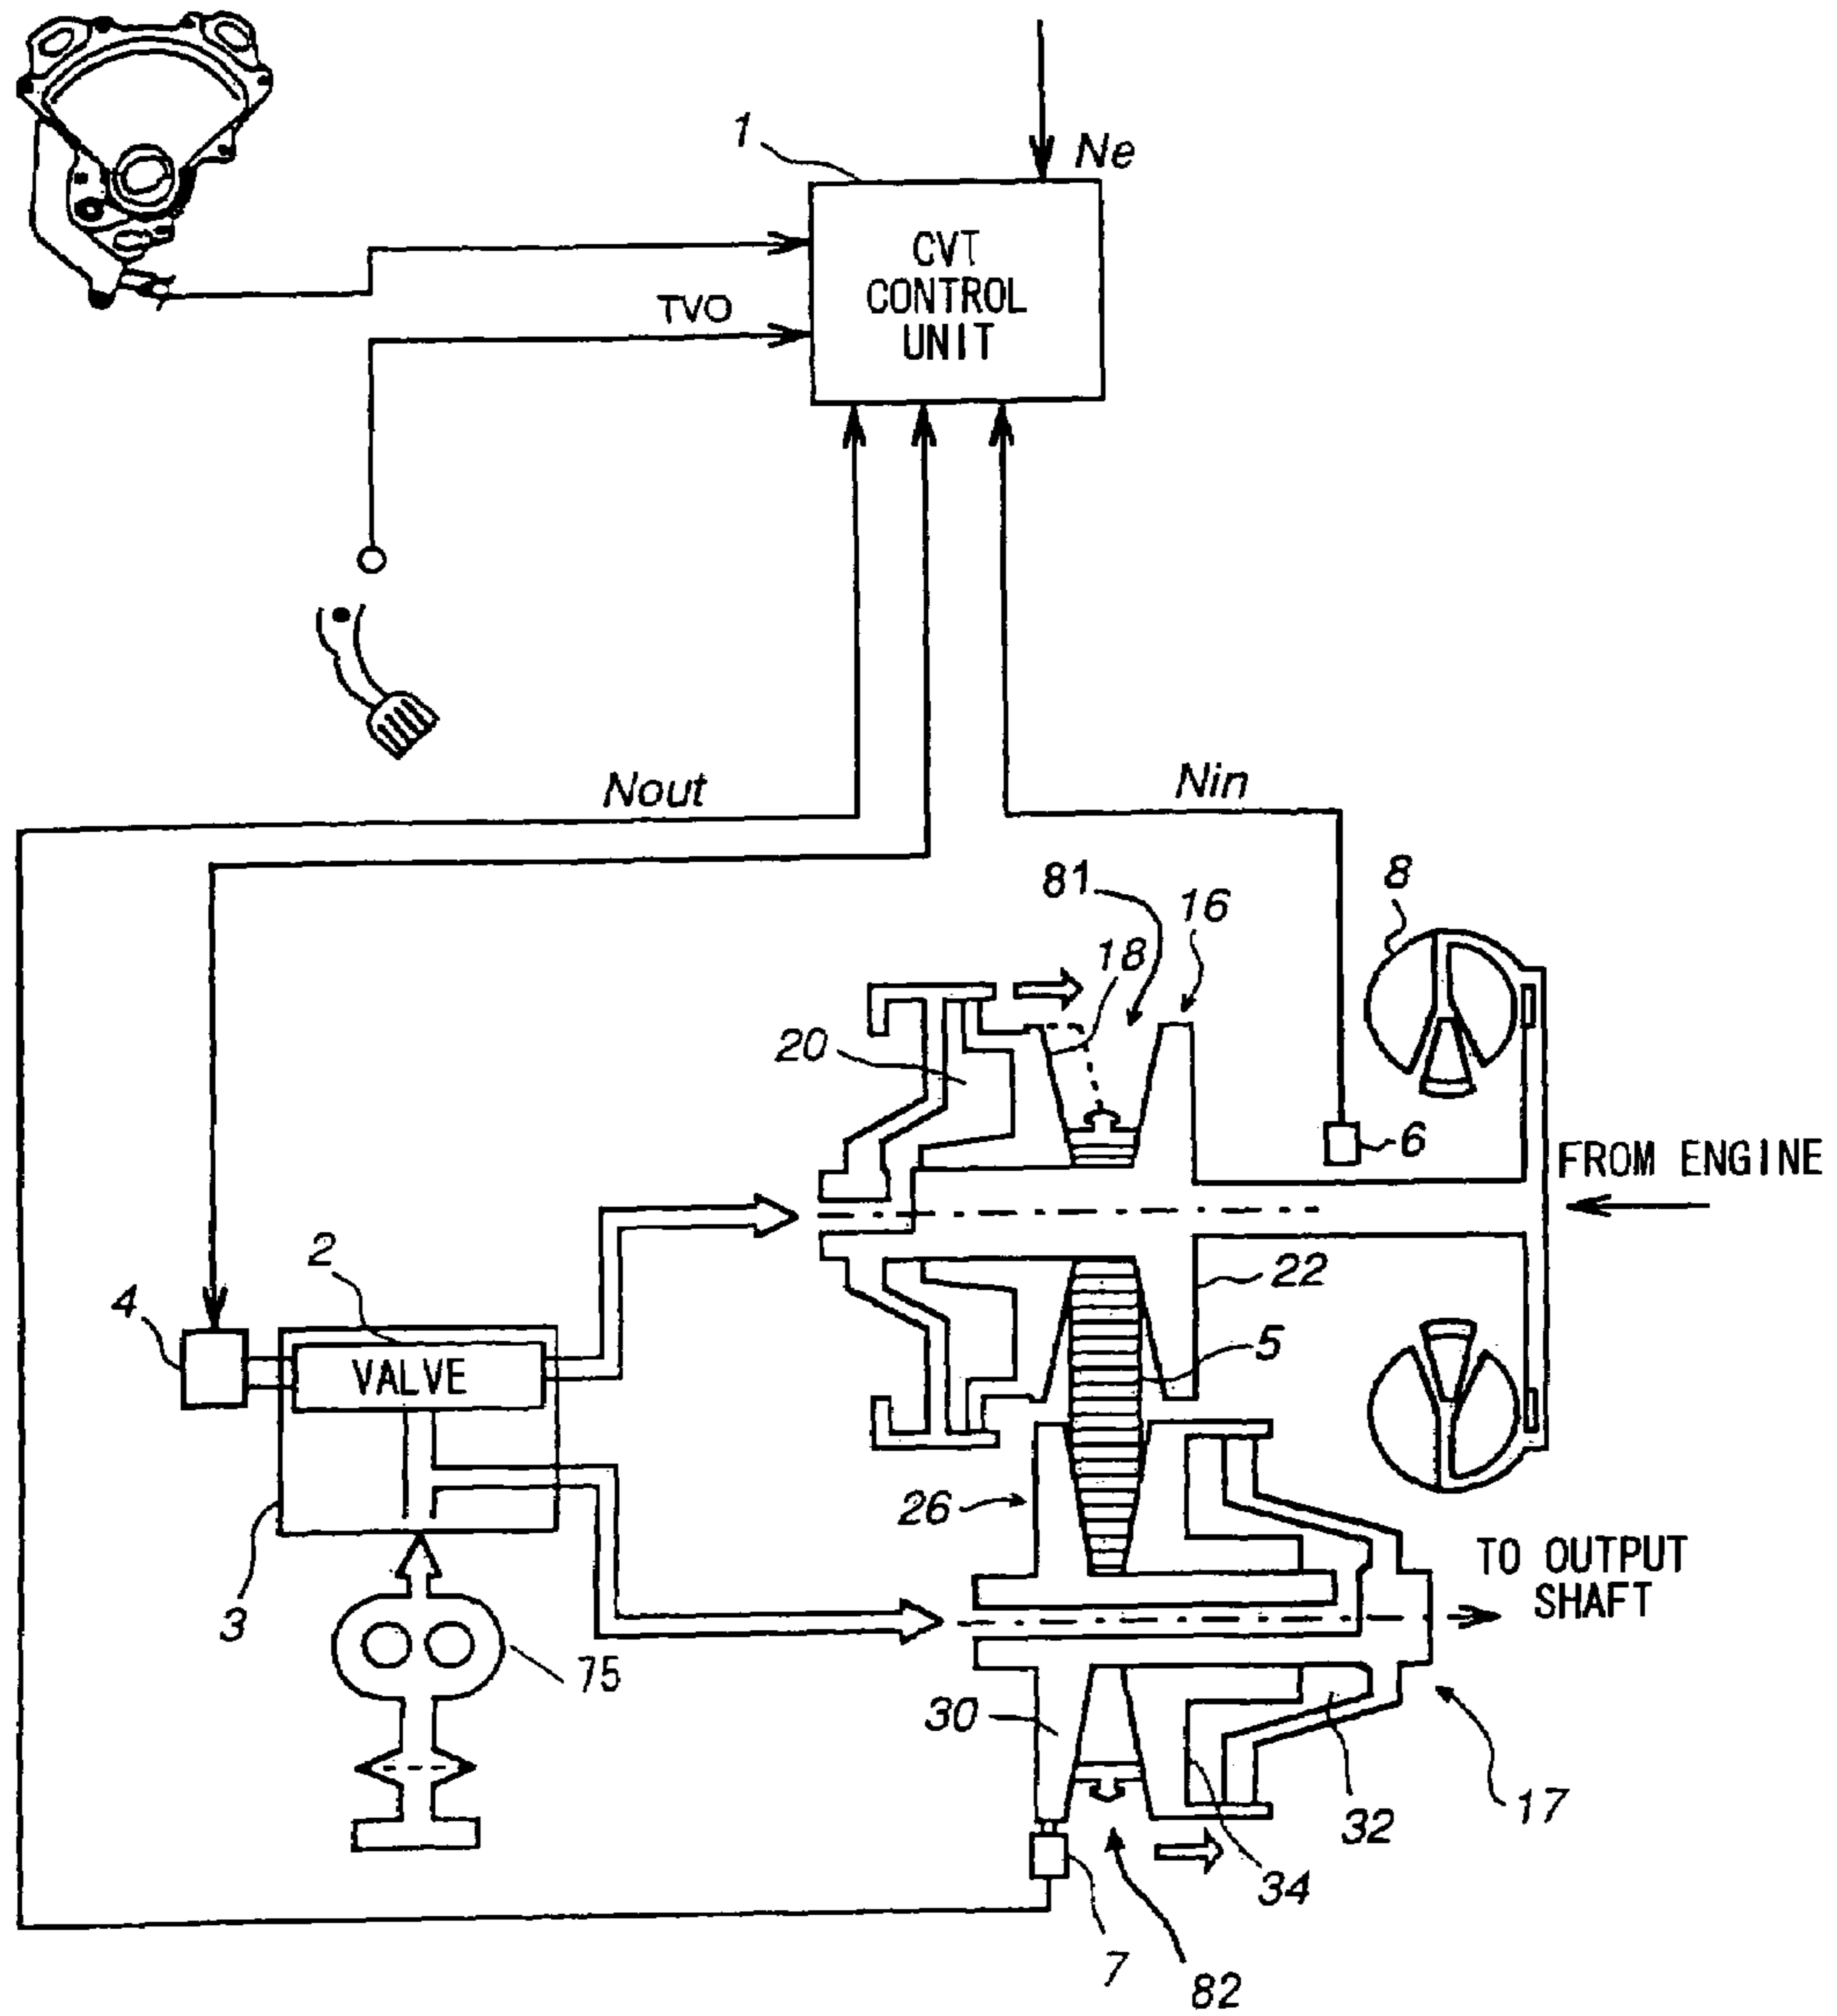 1
Ne
CVT
CONTROL
UNIT
TVO
Nout
Nin
81
16
8
18
20
6
FROM ENGINE
2
22
4
5
VALVE
26
TO OUTPUT
SHAFT
3
75
30
17
32
34
7
82